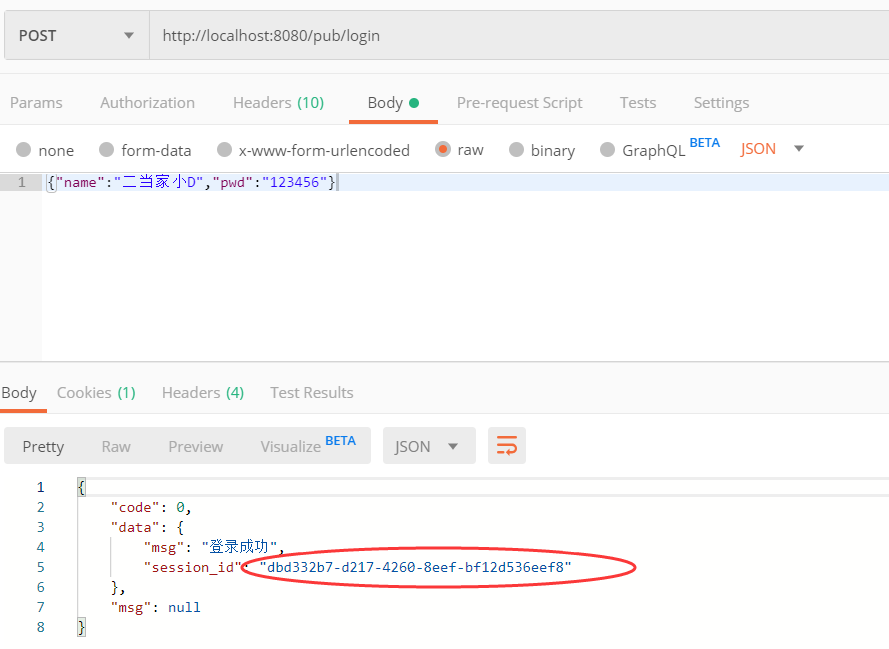 POST http://localhost:8080/pub/login
Params Authorization Headers (10) Body Pre-request Script Tests Settings
none form-data x-www-form-urlencoded raw binary GraphQL BETA JSON
1 {"name":"二当家小D","pwd":"123456"}
Body Cookies (1) Headers (4) Test Results
Pretty Raw Preview Visualize BETA JSON
1 {
2 "code": 0,
3 "data": {
4 "msg": "登录成功",
5 "session_id": "dbd332b7-d217-4260-8eef-bf12d536eef8"
6 },
7 "msg": null
8 }